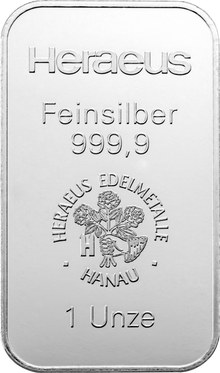 Heraeus
Feinsilber
999,9
HERAEUS EDELMETALLE
H
HANAU
1 Unze